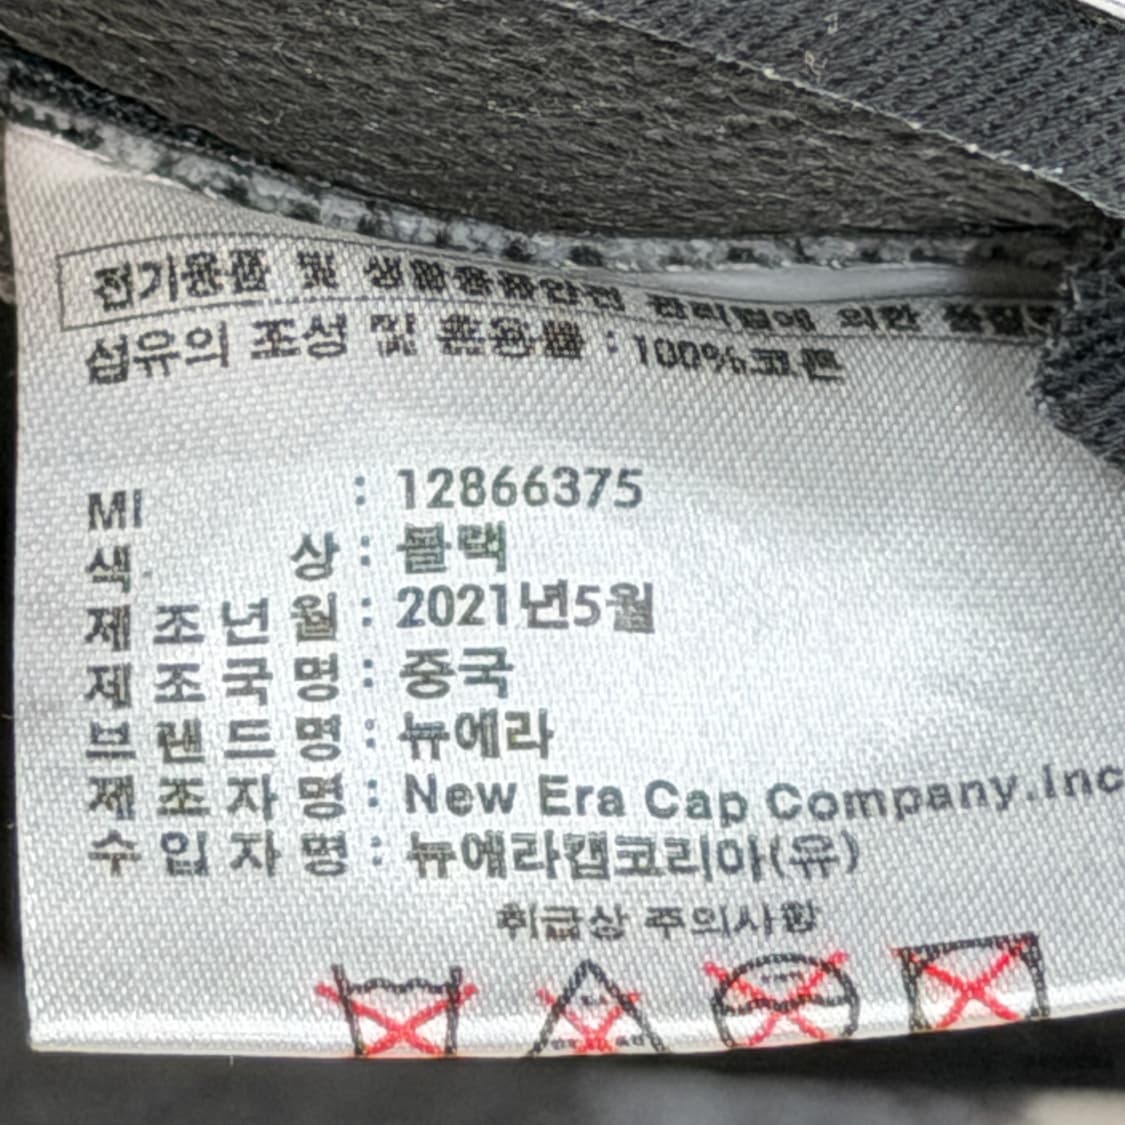 전기용품 및 생활용품안전 관리법에 의한 품질
섬유의 조성 및 혼용률 : 100%코튼
MI : 12866375
색 상 : 블랙
제 조 년 월 : 2021년5월
제 조 국 명 : 중국
브 랜 드 명 : 뉴에라
제 조 자 명 : New Era Cap Company.Inc
수 입 자 명 : 뉴에라캡코리아(유)
취급상 주의사항